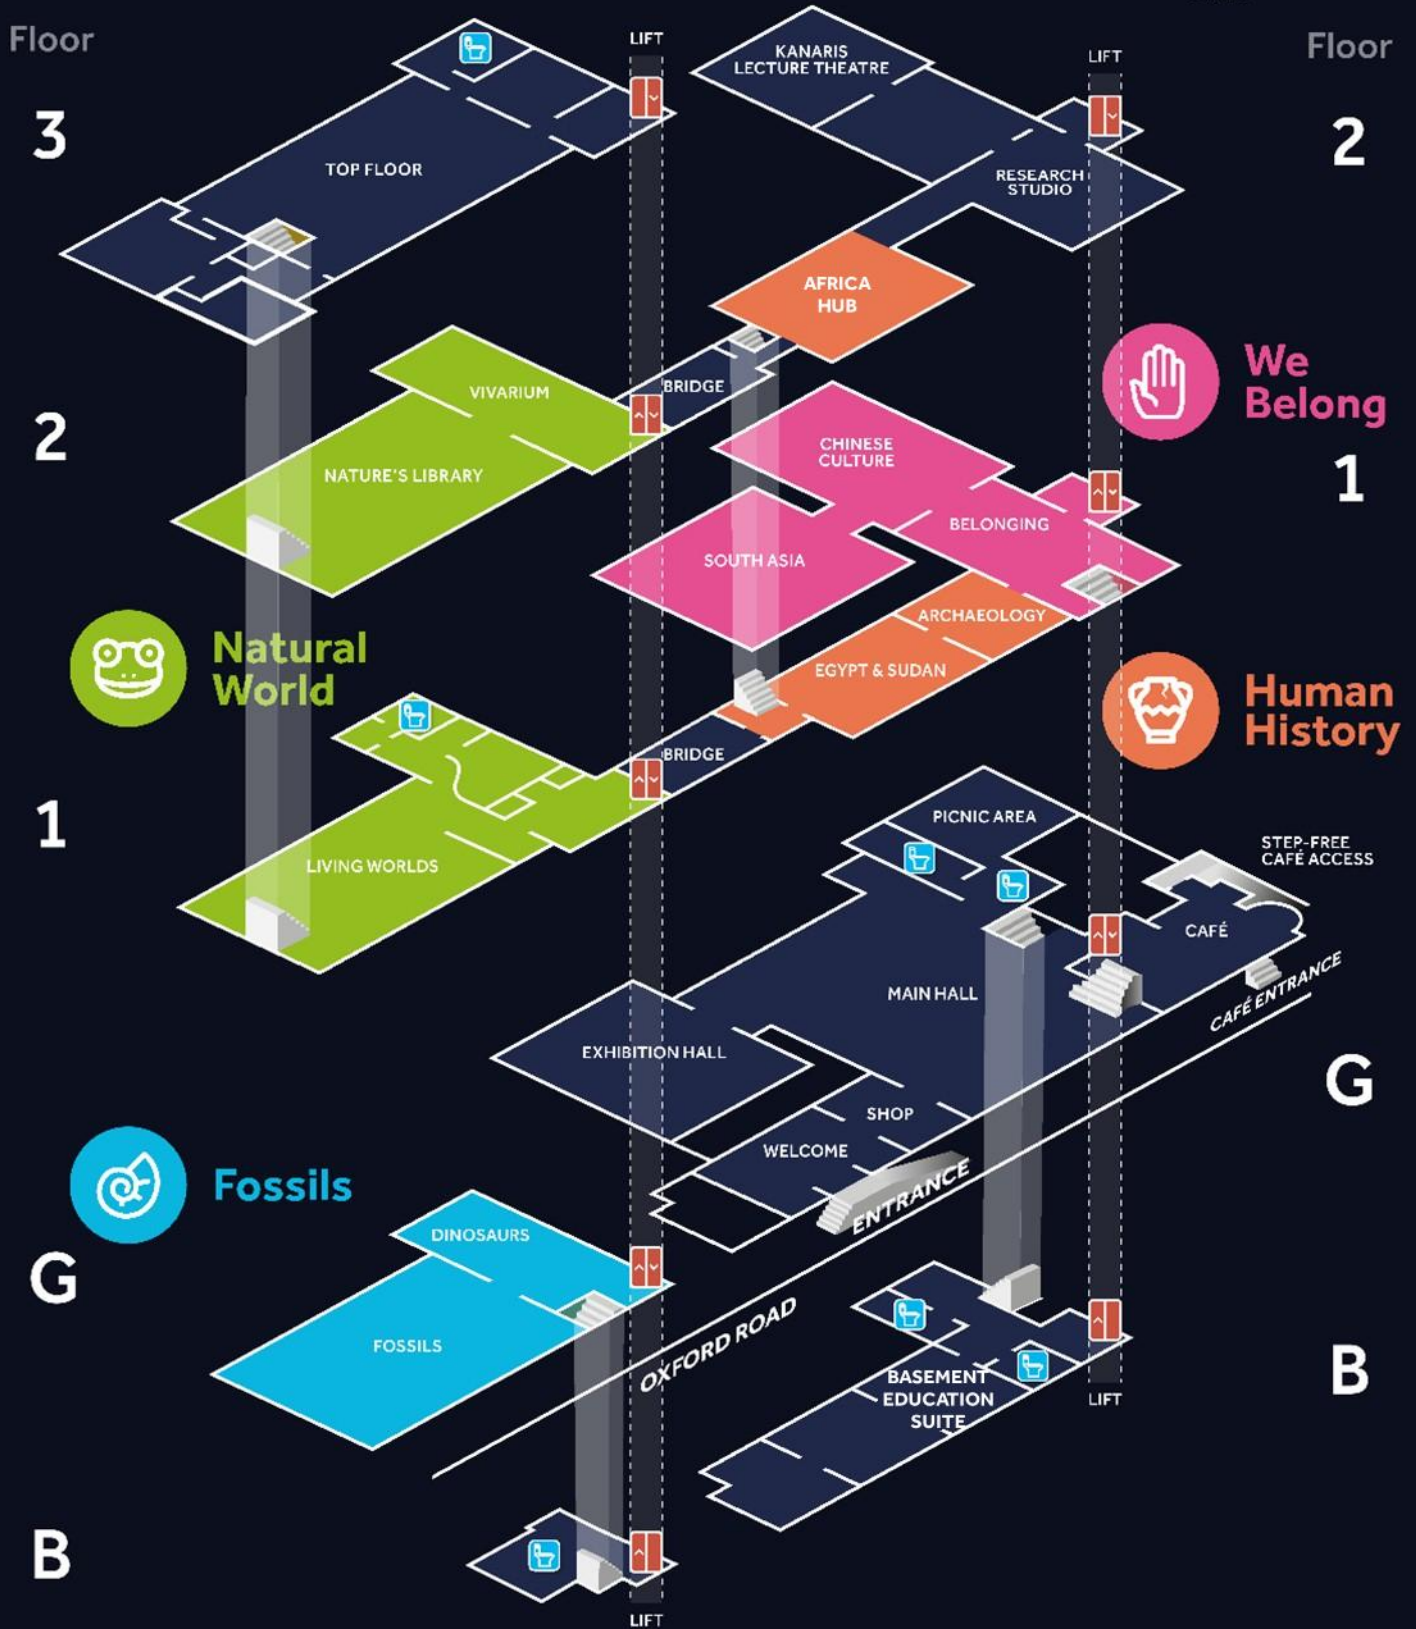 Floor
LIFT
KANARIS
LECTURE THEATRE
LIFT
Floor
3
TOP FLOOR
RESEARCH
STUDIO
2
AFRICA
HUB
2
VIVARIUM
BRIDGE
NATURE'S LIBRARY
We
Belong
CHINESE
CULTURE
1
BELONGING
SOUTH ASIA
ARCHAEOLOGY
EGYPT & SUDAN
Natural
World
Human
History
BRIDGE
1
LIVING WORLDS
PICNIC AREA
STEP-FREE
CAFÉ ACCESS
CAFÉ
MAIN HALL
CAFÉ ENTRANCE
EXHIBITION HALL
G
SHOP
WELCOME
ENTRANCE
Fossils
DINOSAURS
G
FOSSILS
OXFORD ROAD
BASEMENT
EDUCATION
SUITE
B
LIFT
B
LIFT